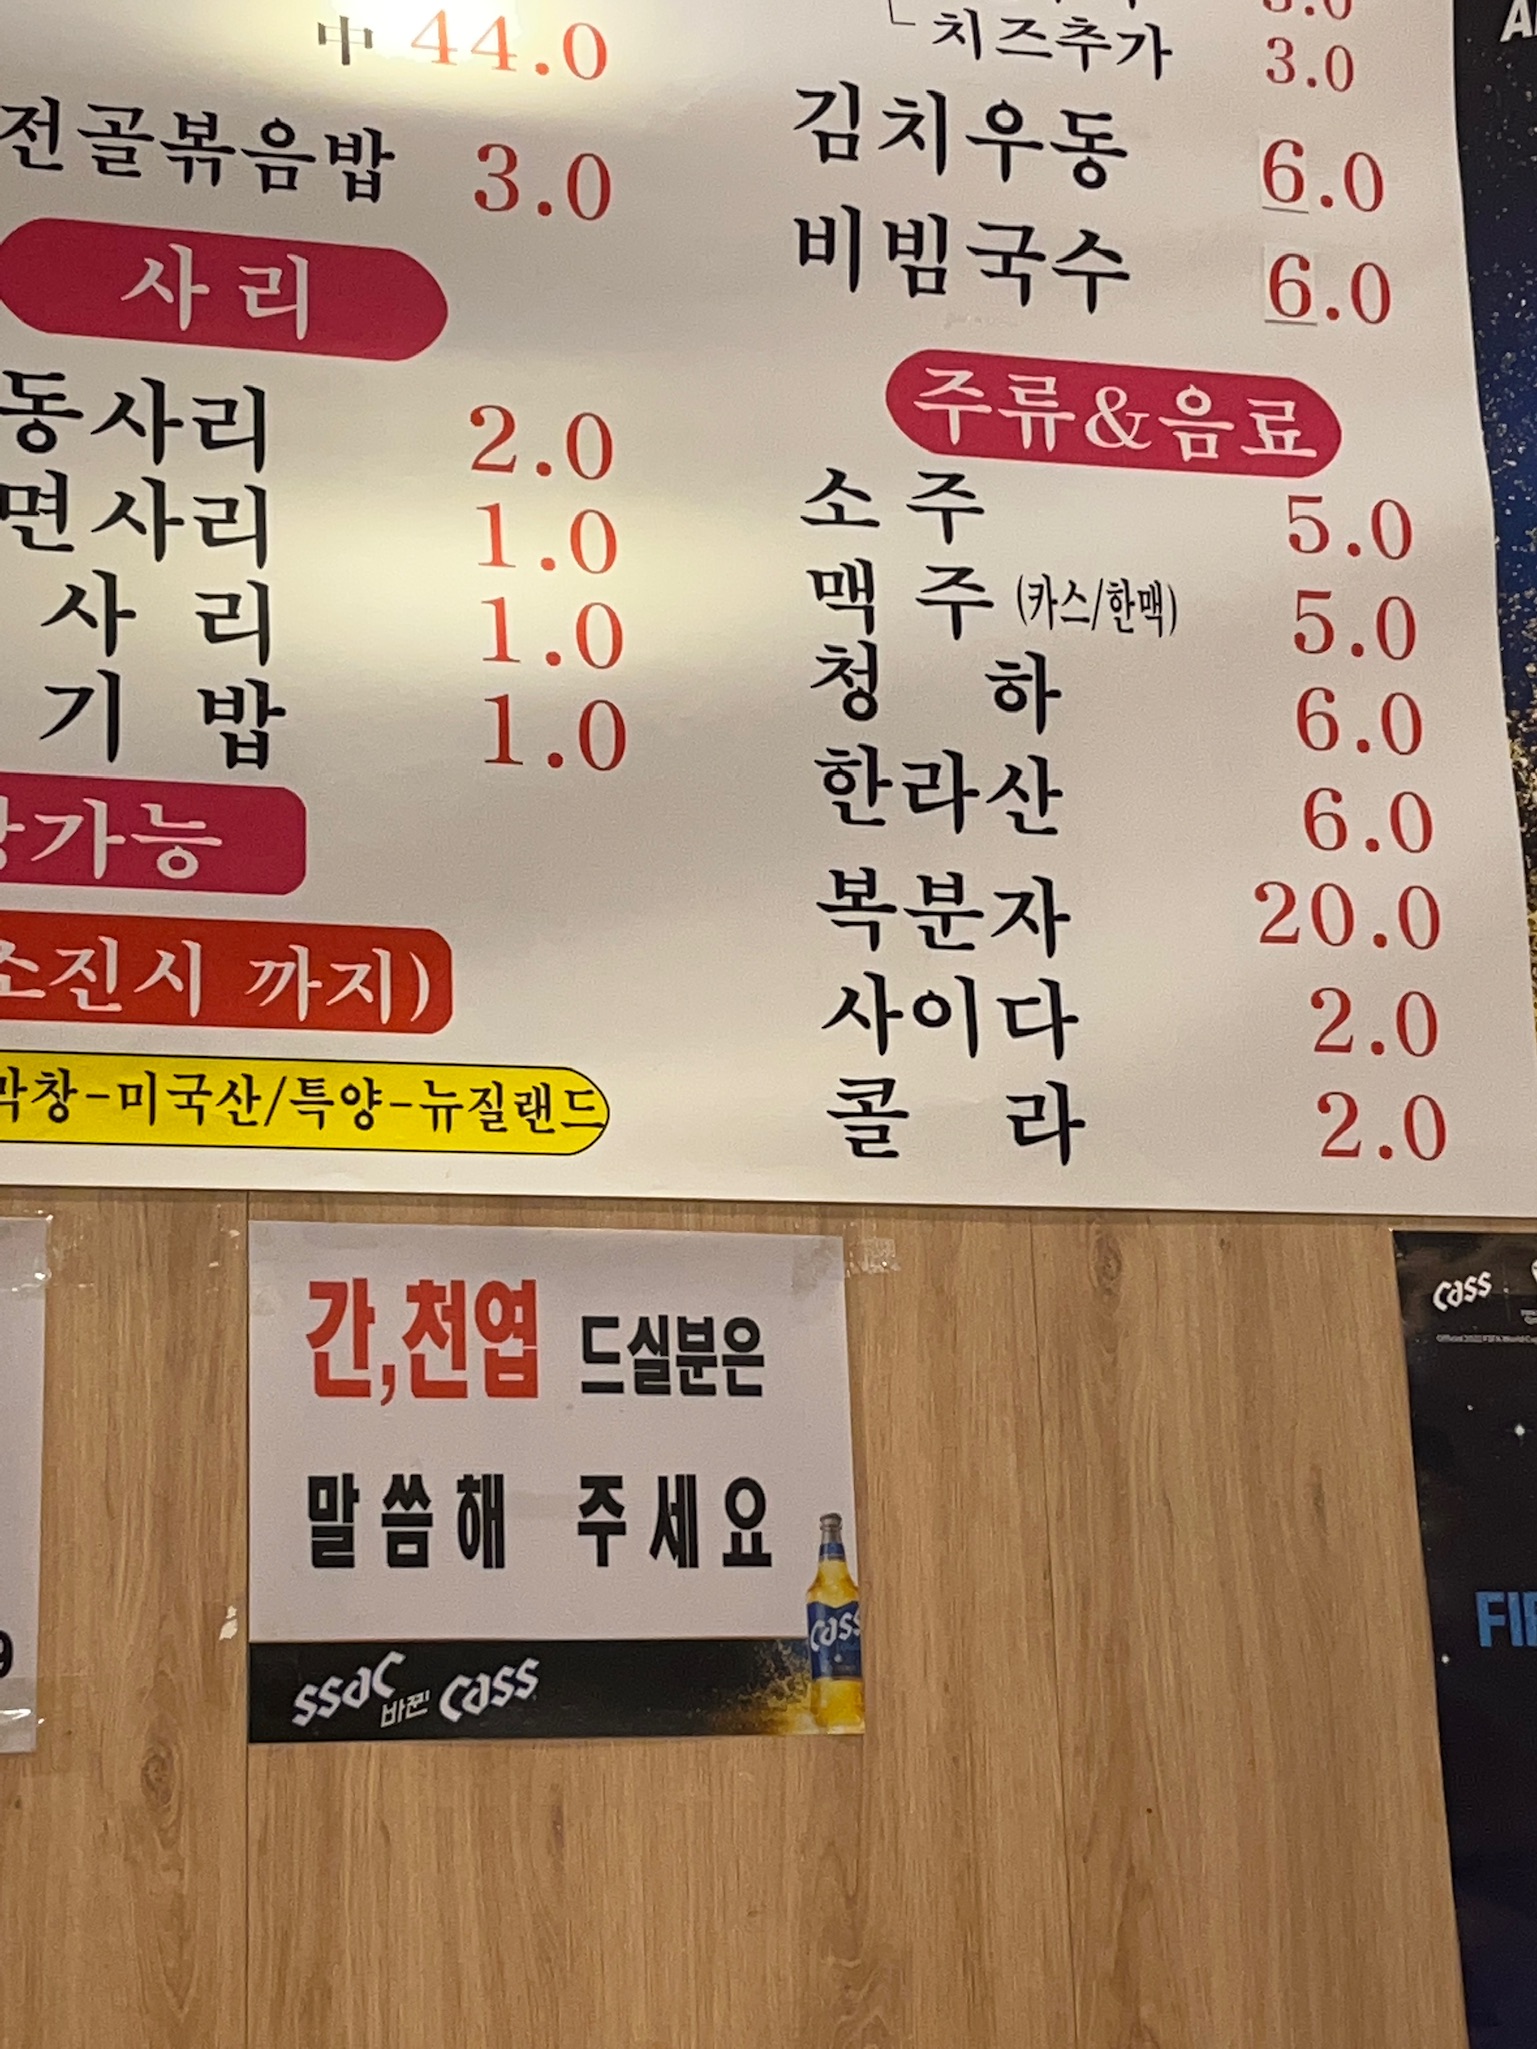 中 44.0
전골볶음밥 3.0
사리
동사리 2.0
면사리 1.0
사 리 1.0
기 밥 1.0
가능
소진시 까지)
막창-미국산/특양-뉴질랜드
3.0
└ 치즈추가 3.0
김치우동 6.0
비빔국수 6.0
주류&음료
소주 5.0
맥주 (카스/한맥) 5.0
청 하 6.0
한라산 6.0
복분자 20.0
사이다 2.0
콜 라 2.0
간,천엽 드실분은
말씀해 주세요
ssac 바뀐 cass
cass
9
cass
FI